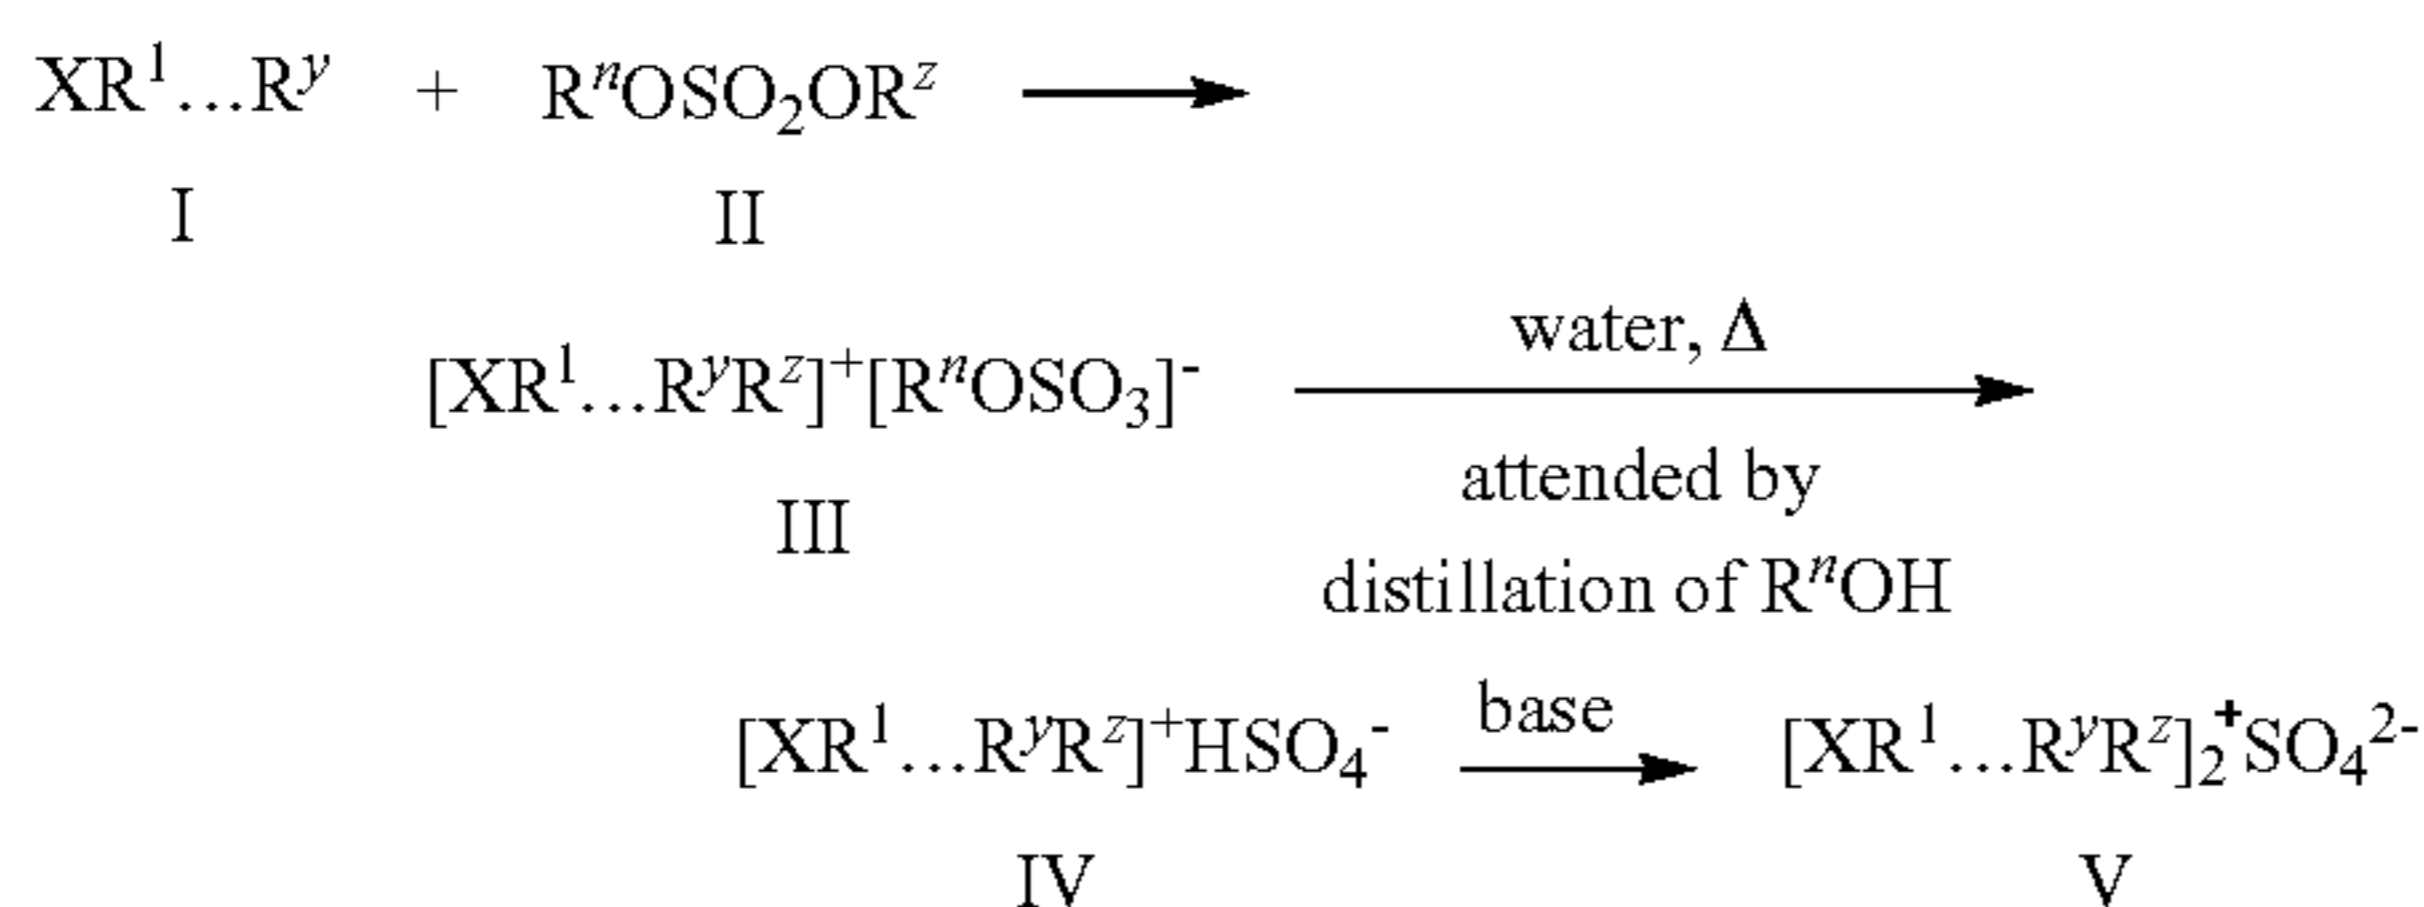 XR¹...Rʸ + RⁿOSO₂ORᶻ ⟶
I II
[XR¹...RʸRᶻ]⁺[RⁿOSO₃]⁻ water, Δ
attended by
distillation of RⁿOH
III
[XR¹...RʸRᶻ]⁺HSO₄⁻ base [XR¹...RʸRᶻ]₂⁺SO₄²⁻
IV V